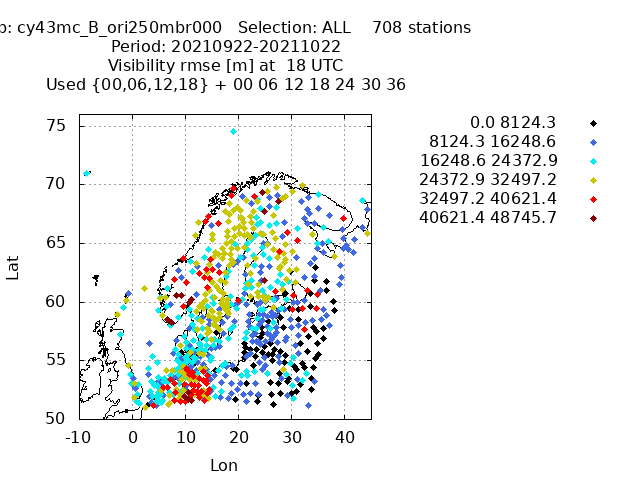 p: cy43mc_B_ori250mbr000 Selection: ALL 708 stations
Period: 20210922-20211022
Visibility rmse [m] at 18 UTC
Used {00,06,12,18} + 00 06 12 18 24 30 36
0.0 8124.3
8124.3 16248.6
16248.6 24372.9
24372.9 32497.2
32497.2 40621.4
40621.4 48745.7
75
70
65
60
55
50
Lat
-10 0 10 20 30 40
Lon